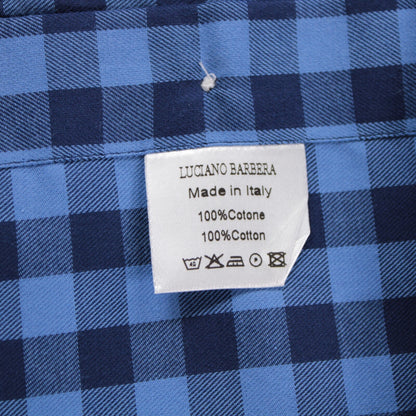 LUCIANO BARBERA
Made in Italy
100%Cotone
100%Cotton